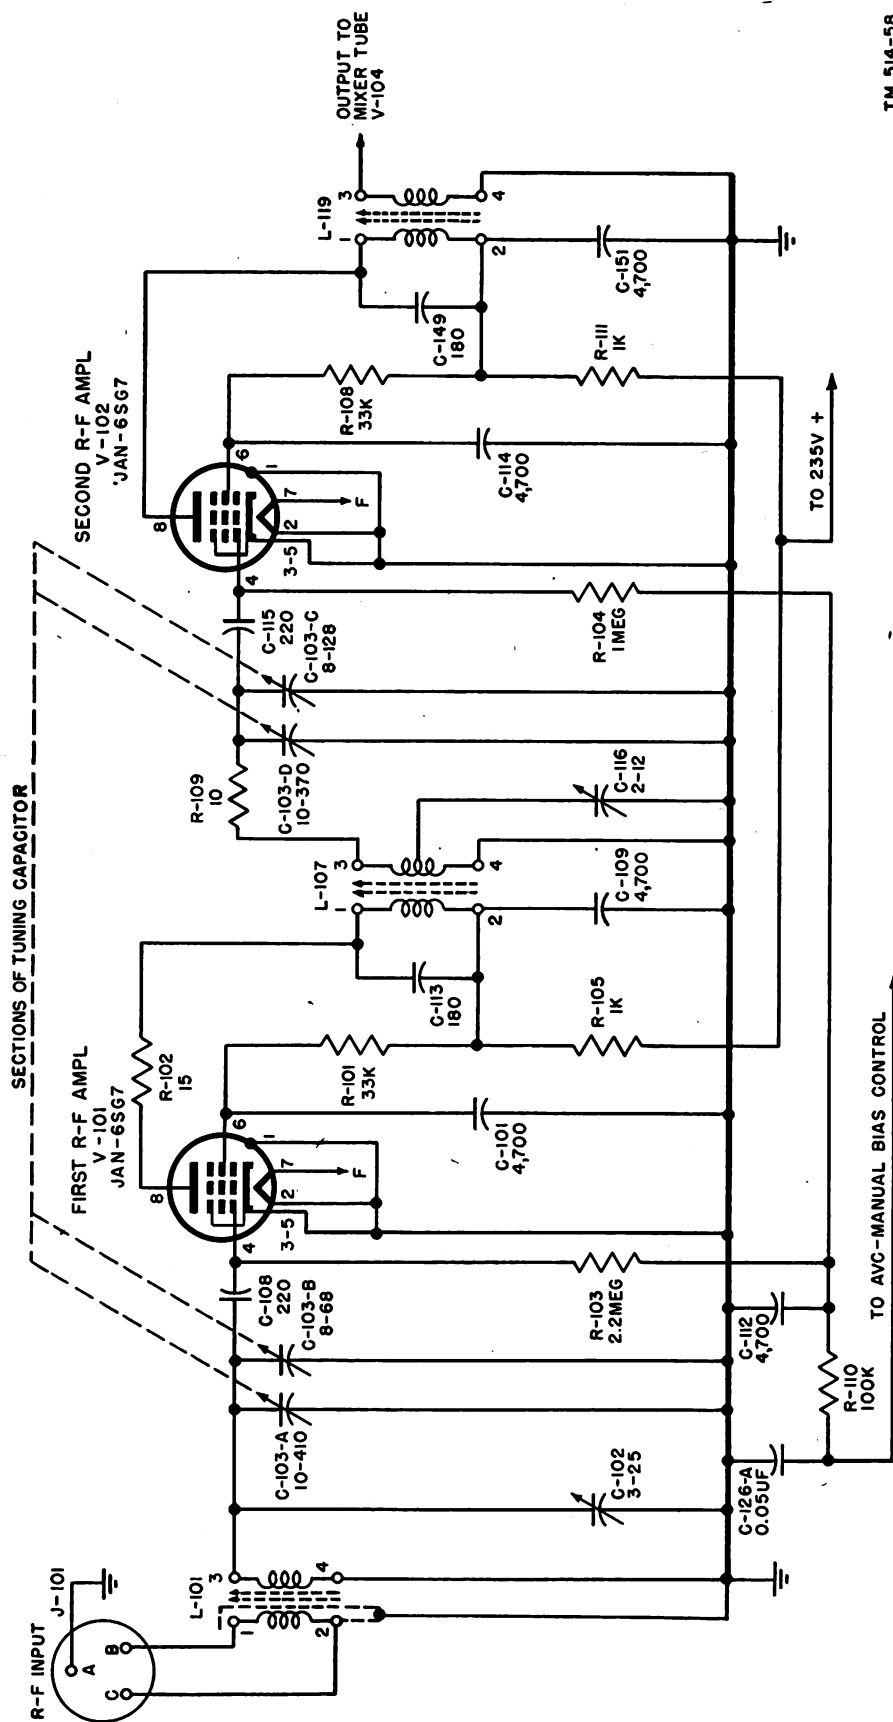 SECTIONS OF TUNING CAPACITOR
R-F INPUT
J-101
A
B
C
L-101
1
2
3
4
C-102
3-25
C-103-A
10-410
C-103-B
8-68
C-108
220
FIRST R-F AMPL
V-101
JAN-6SG7
8
4
3-5
2
7
1
6
F
R-102
15
R-103
2.2MEG
C-126-A
0.05UF
C-112
4,700
R-110
100K
TO AVC-MANUAL BIAS CONTROL
R-101
33K
C-101
4,700
C-113
180
R-105
1K
L-107
1
2
3
4
C-109
4,700
C-116
2-12
R-109
10
C-103-D
10-370
C-103-C
8-128
C-115
220
R-104
1MEG
SECOND R-F AMPL
V-102
JAN-6SG7
8
4
3-5
2
7
1
6
F
R-108
33K
C-114
4,700
C-149
180
R-111
1K
TO 235V +
L-119
1
2
3
4
C-151
4,700
OUTPUT TO
MIXER TUBE
V-104
TM 514-58